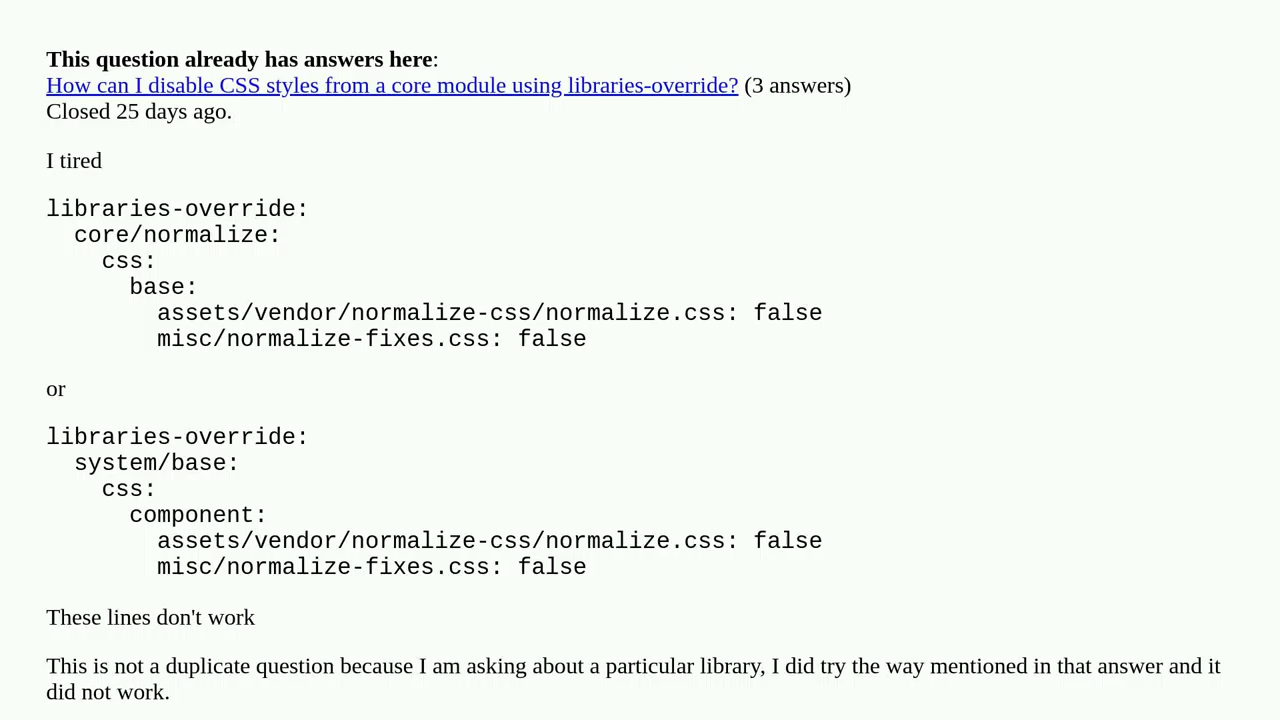 This question already has answers here:
How can I disable CSS styles from a core module using libraries-override? (3 answers)
Closed 25 days ago.
I tired
libraries-override:
  core/normalize:
    css:
      base:
        assets/vendor/normalize-css/normalize.css: false
        misc/normalize-fixes.css: false
or
libraries-override:
  system/base:
    css:
      component:
        assets/vendor/normalize-css/normalize.css: false
        misc/normalize-fixes.css: false
These lines don't work
This is not a duplicate question because I am asking about a particular library, I did try the way mentioned in that answer and it
did not work.